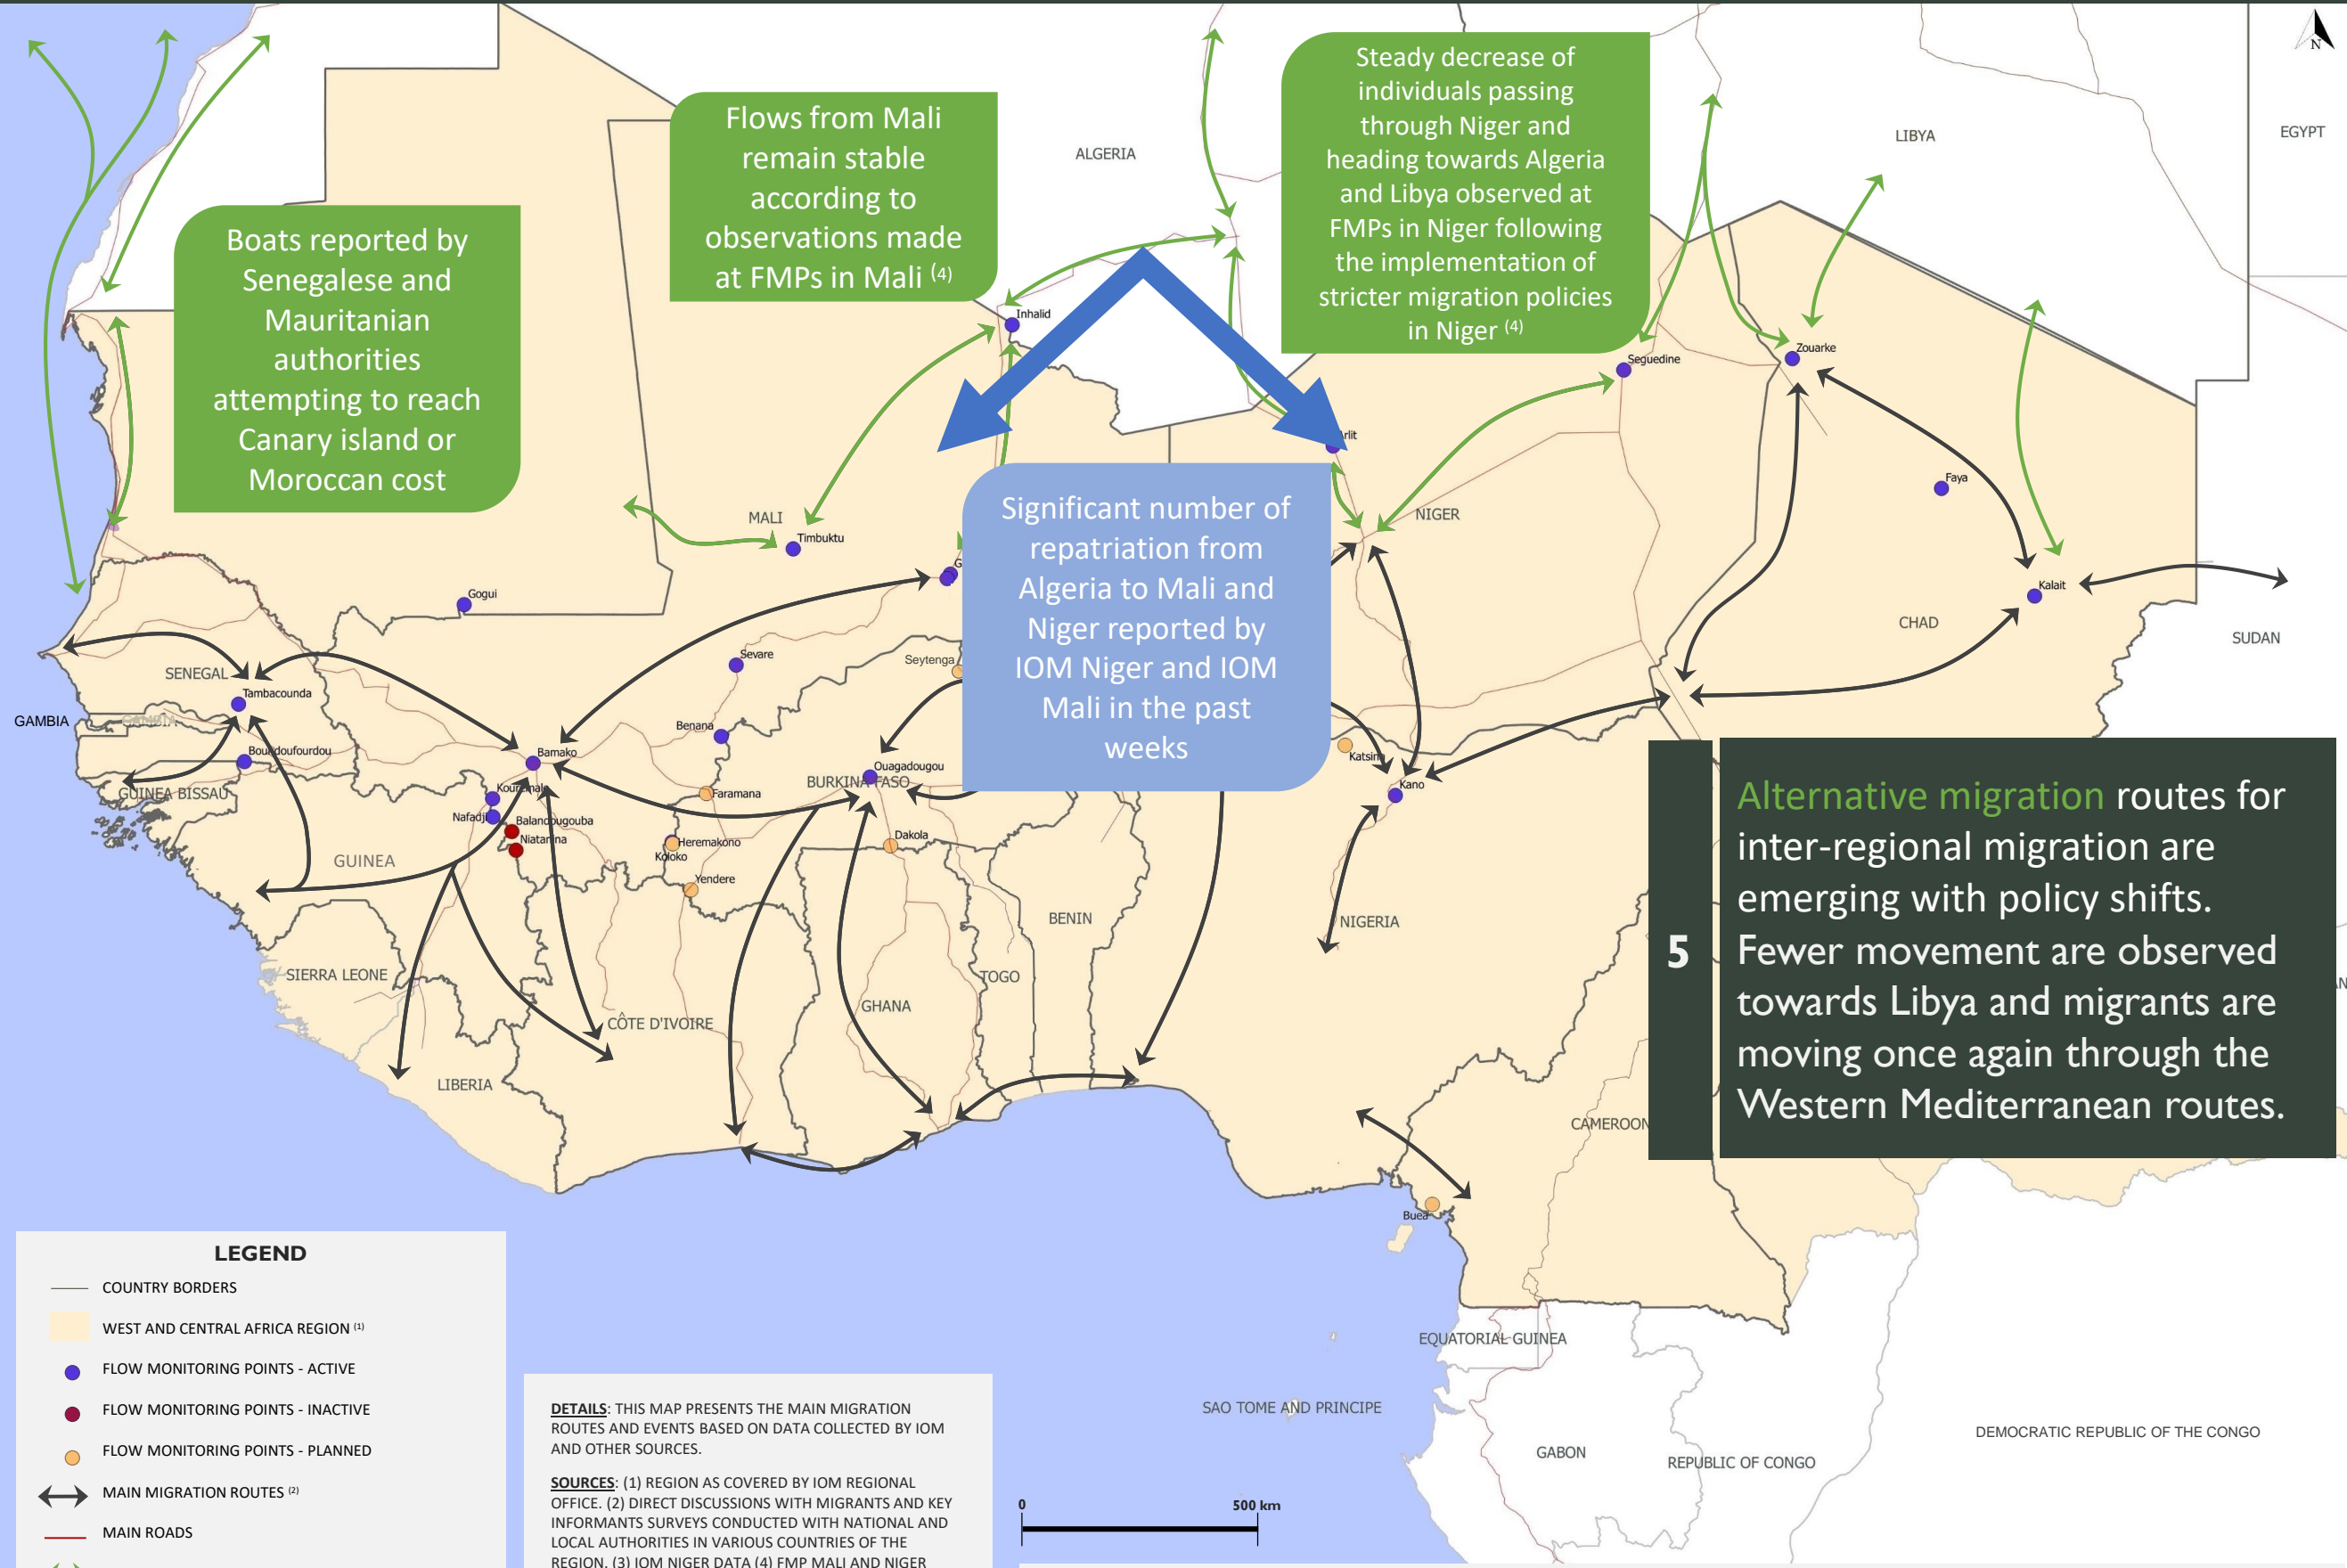 N
Boats reported by
Senegalese and
Mauritanian
authorities
attempting to reach
Canary island or
Moroccan cost
Flows from Mali
remain stable
according to
observations made
at FMPs in Mali (4)
Steady decrease of
individuals passing
through Niger and
heading towards Algeria
and Libya observed at
FMPs in Niger following
the implementation of
stricter migration policies
in Niger (4)
Significant number of
repatriation from
Algeria to Mali and
Niger reported by
IOM Niger and IOM
Mali in the past
weeks
5
Alternative migration routes for
inter-regional migration are
emerging with policy shifts.
Fewer movement are observed
towards Libya and migrants are
moving once again through the
Western Mediterranean routes.
ALGERIA
LIBYA
EGYPT
Inhalid
Seguedine
Zouarke
Arlit
Faya
MALI
Timbuktu
NIGER
G
Gogui
Kalait
CHAD
SUDAN
SENEGAL
Sevare
Seytenga
Tambacounda
GAMBIA
GAMBIA
Benana
Boundoufourdou
Bamako
Katsina
Ouagadougou
BURKINA FASO
Kano
GUINEA BISSAU
Kouremale
Faramana
Nafadji
Balandougouba
Niatanina
Heremakono
Koloko
Dakola
GUINEA
Yendere
BENIN
NIGERIA
SIERRA LEONE
TOGO
GHANA
CÔTE D'IVOIRE
LIBERIA
CAMEROON
Buea
EQUATORIAL GUINEA
SAO TOME AND PRINCIPE
GABON
REPUBLIC OF CONGO
DEMOCRATIC REPUBLIC OF THE CONGO
LEGEND
COUNTRY BORDERS
WEST AND CENTRAL AFRICA REGION (1)
FLOW MONITORING POINTS - ACTIVE
FLOW MONITORING POINTS - INACTIVE
FLOW MONITORING POINTS - PLANNED
MAIN MIGRATION ROUTES (2)
MAIN ROADS
DETAILS: THIS MAP PRESENTS THE MAIN MIGRATION
ROUTES AND EVENTS BASED ON DATA COLLECTED BY IOM
AND OTHER SOURCES.
SOURCES: (1) REGION AS COVERED BY IOM REGIONAL
OFFICE. (2) DIRECT DISCUSSIONS WITH MIGRANTS AND KEY
INFORMANTS SURVEYS CONDUCTED WITH NATIONAL AND
LOCAL AUTHORITIES IN VARIOUS COUNTRIES OF THE
REGION. (3) IOM NIGER DATA (4) FMP MALI AND NIGER
0 500 km